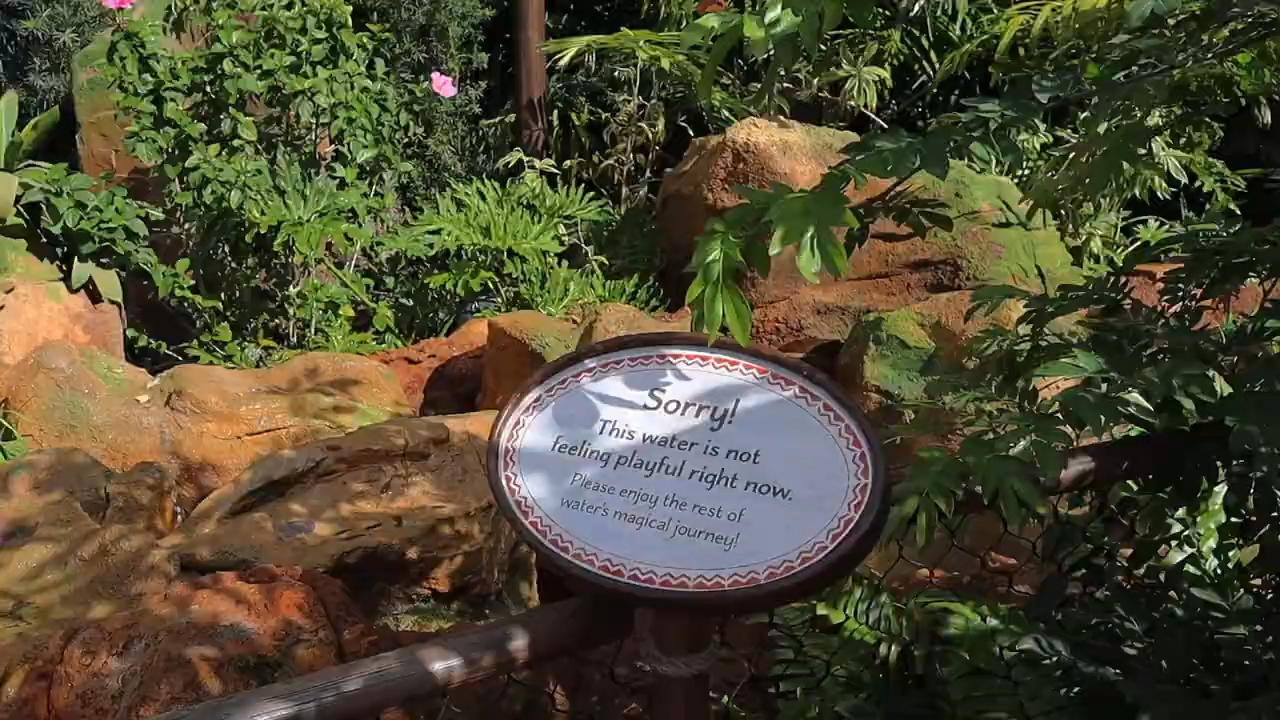 Sorry!
This water is not
feeling playful right now.
Please enjoy the rest of
water's magical journey!